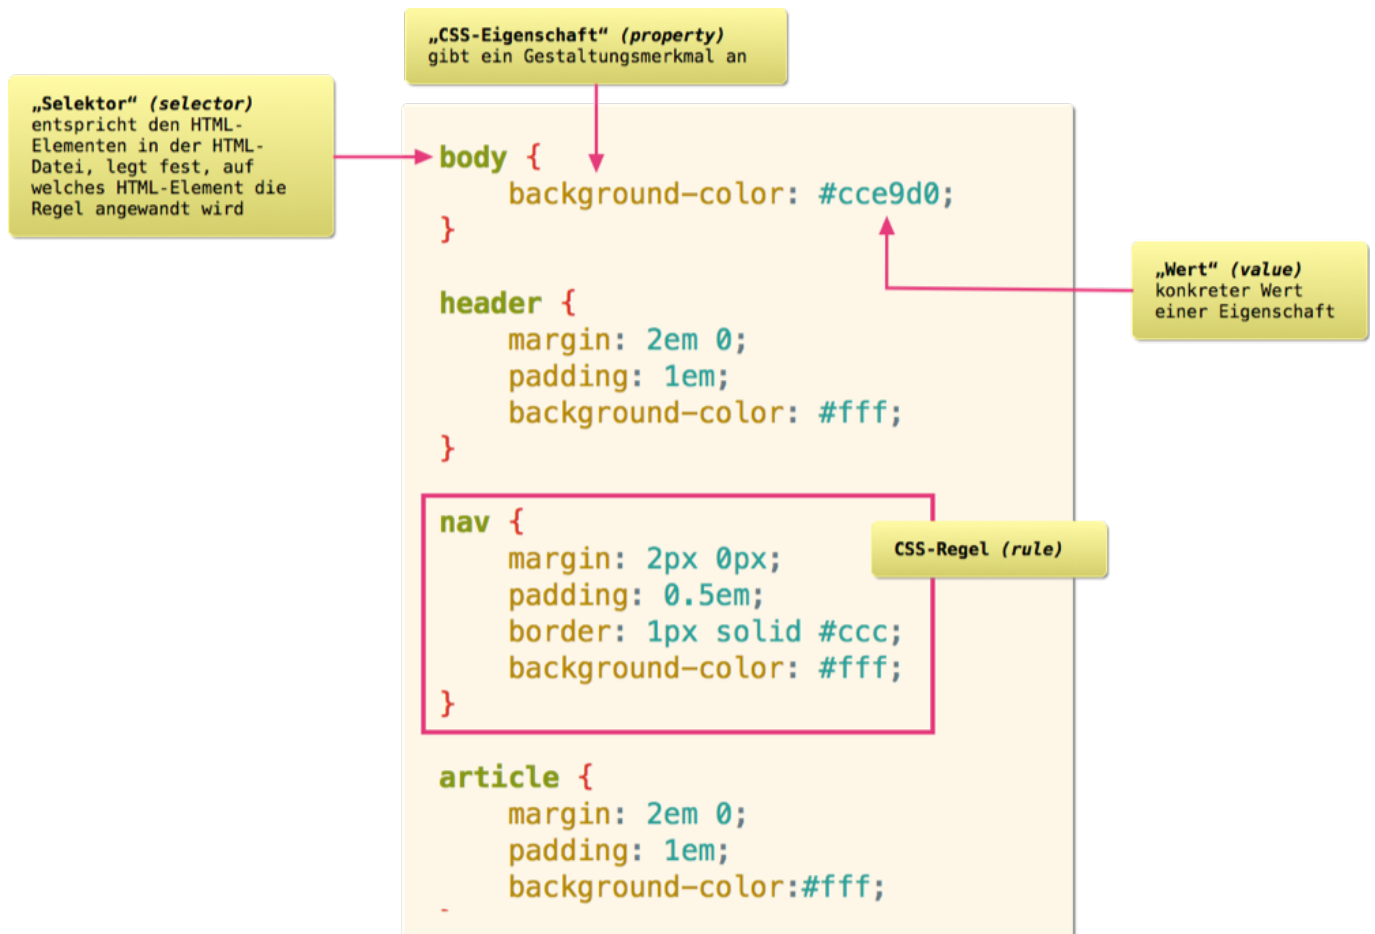 „CSS-Eigenschaft“ (property)
gibt ein Gestaltungsmerkmal an
„Selektor“ (selector)
entspricht den HTML-
Elementen in der HTML-
Datei, legt fest, auf
welches HTML-Element die
Regel angewandt wird
body {
background-color: #cce9d0;
}
„Wert“ (value)
konkreter Wert
einer Eigenschaft
header {
margin: 2em 0;
padding: 1em;
background-color: #fff;
}
nav {
CSS-Regel (rule)
margin: 2px 0px;
padding: 0.5em;
border: 1px solid #ccc;
background-color: #fff;
}
article {
margin: 2em 0;
padding: 1em;
background-color:#fff;